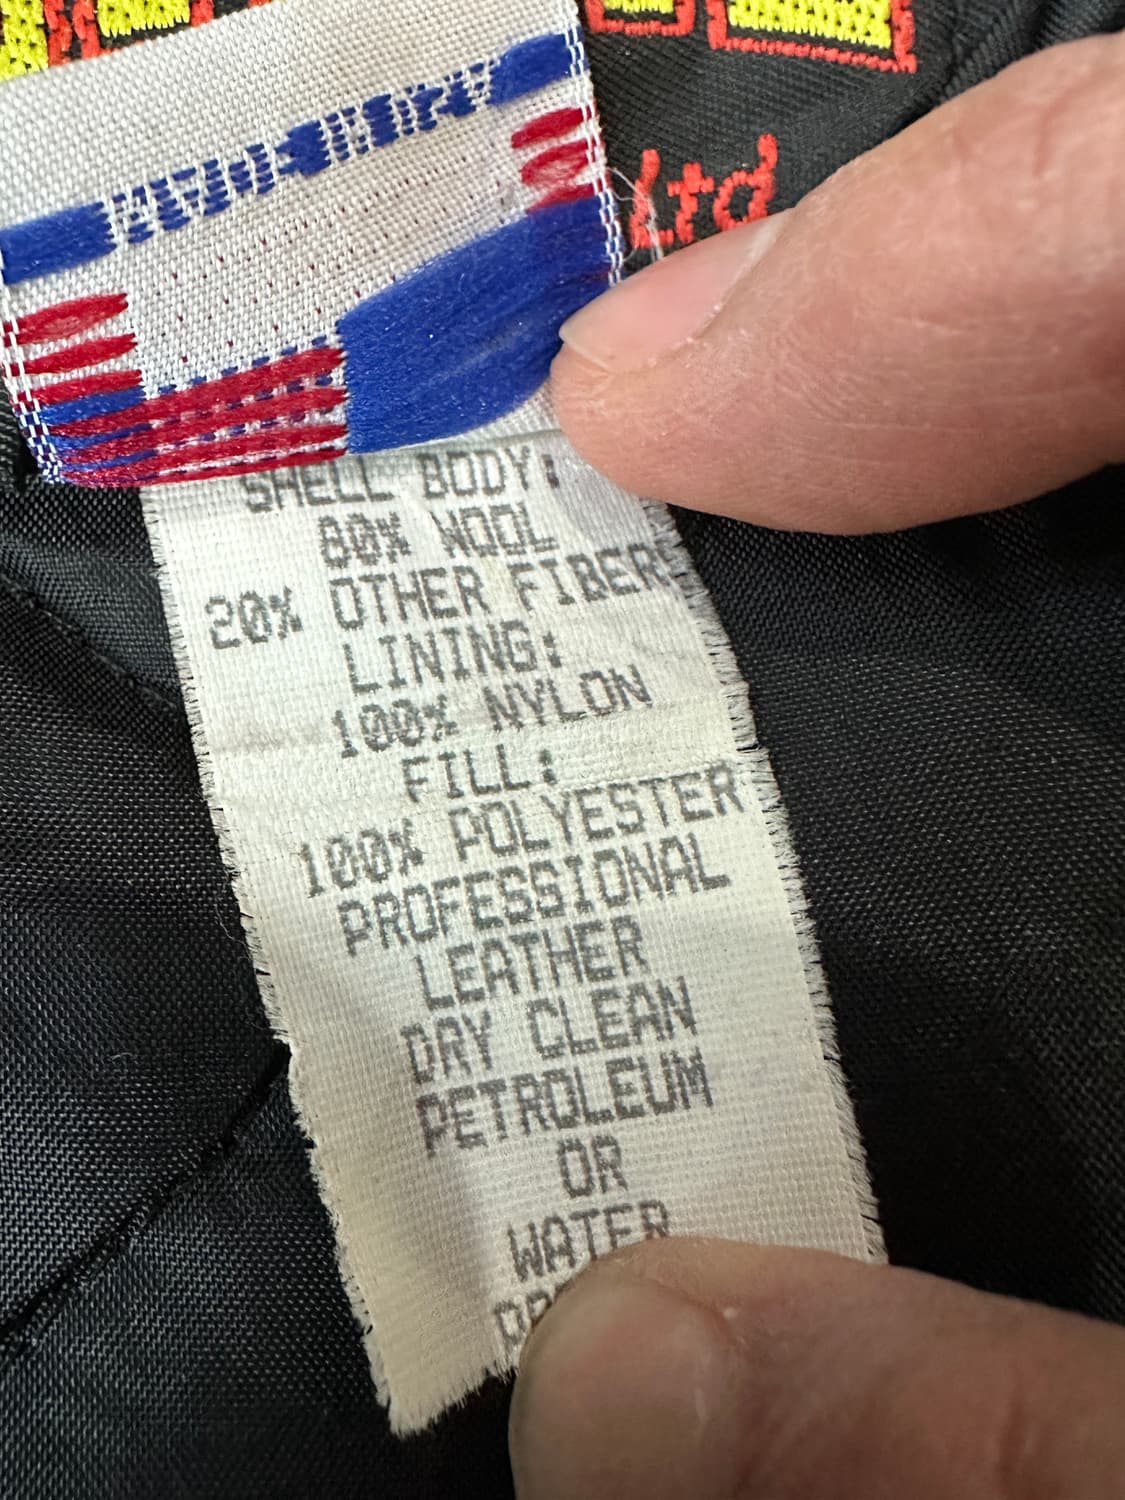 Ltd
SHELL BODY:
80% WOOL
20% OTHER FIBERS
LINING:
100% NYLON
FILL:
100% POLYESTER
PROFESSIONAL
LEATHER
DRY CLEAN
PETROLEUM
OR
WATER